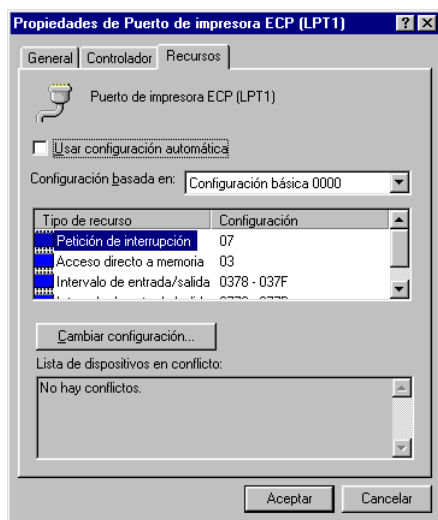 Propiedades de Puerto de impresora ECP (LPT1)
General Controlador Recursos
Puerto de impresora ECP (LPT1)
Usar configuración automática
Configuración basada en: Configuración básica 0000
Tipo de recurso Configuración
Petición de interrupción 07
Acceso directo a memoria 03
Intervalo de entrada/salida 0378 - 037F
Cambiar configuración...
Lista de dispositivos en conflicto:
No hay conflictos.
Aceptar Cancelar